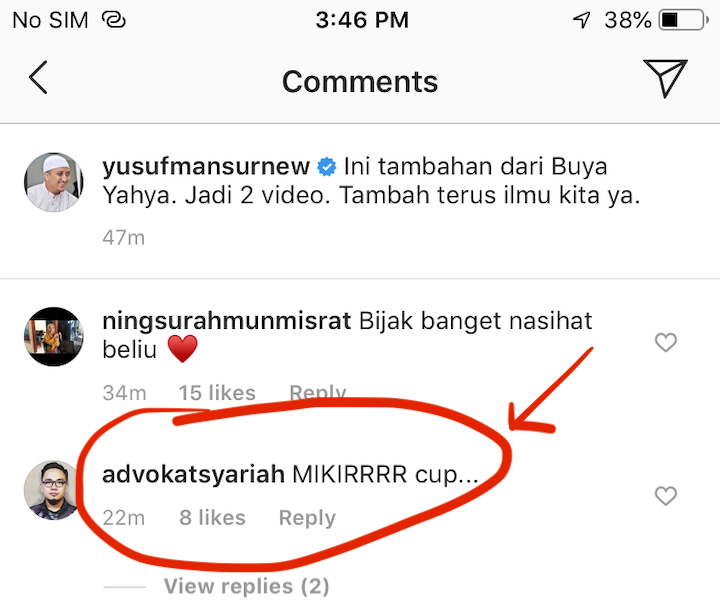 No SIM 3:46 PM 38%
Comments
yusufmansurnew Ini tambahan dari Buya
Yahya. Jadi 2 video. Tambah terus ilmu kita ya.
47m
ningsurahmunmisrat Bijak banget nasihat
beliu ❤️
34m 15 likes Reply
advokatsyariah MIKIRRRR cup...
22m 8 likes Reply
View replies (2)